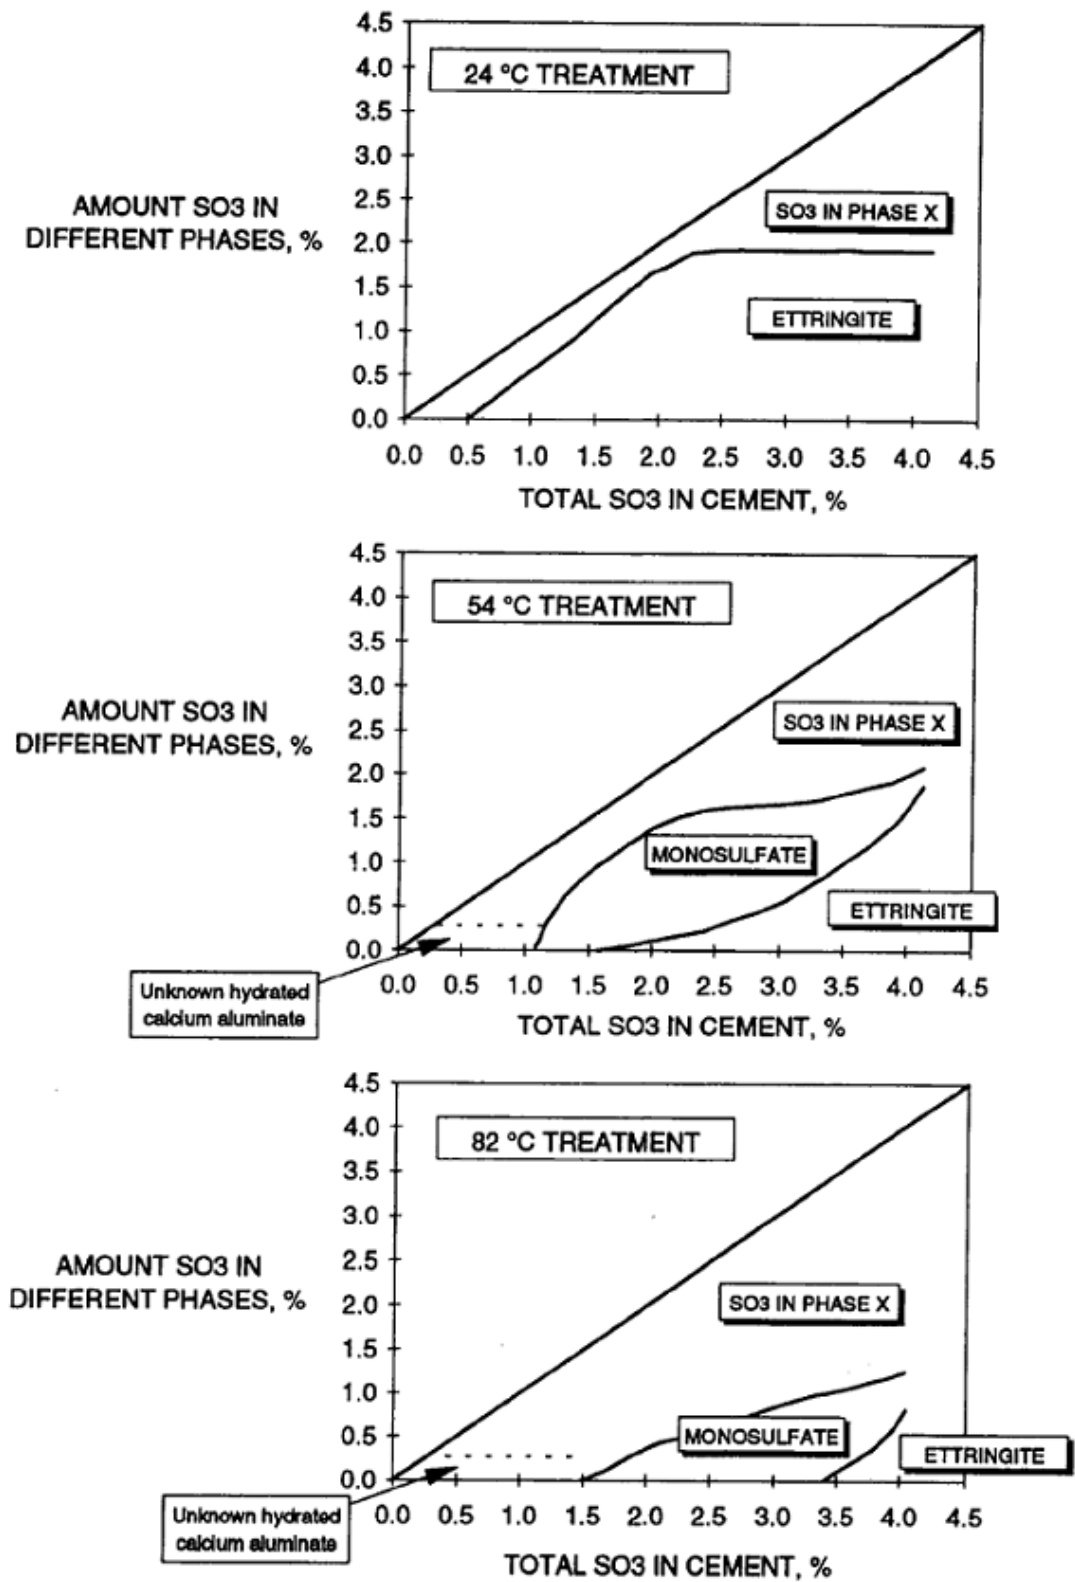 4.5
24 °C TREATMENT
4.0
3.5
3.0
AMOUNT SO3 IN
DIFFERENT PHASES, %
2.5
SO3 IN PHASE X
2.0
1.5
ETTRINGITE
1.0
0.5
0.0
0.0 0.5 1.0 1.5 2.0 2.5 3.0 3.5 4.0 4.5
TOTAL SO3 IN CEMENT, %
4.5
54 °C TREATMENT
4.0
3.5
3.0
AMOUNT SO3 IN
DIFFERENT PHASES, %
2.5
SO3 IN PHASE X
2.0
1.5
MONOSULFATE
1.0
0.5
ETTRINGITE
0.0
Unknown hydrated
calcium aluminate
0.0 0.5 1.0 1.5 2.0 2.5 3.0 3.5 4.0 4.5
TOTAL SO3 IN CEMENT, %
4.5
82 °C TREATMENT
4.0
3.5
3.0
AMOUNT SO3 IN
DIFFERENT PHASES, %
2.5
SO3 IN PHASE X
2.0
1.5
1.0
0.5
MONOSULFATE
ETTRINGITE
0.0
Unknown hydrated
calcium aluminate
0.0 0.5 1.0 1.5 2.0 2.5 3.0 3.5 4.0 4.5
TOTAL SO3 IN CEMENT, %